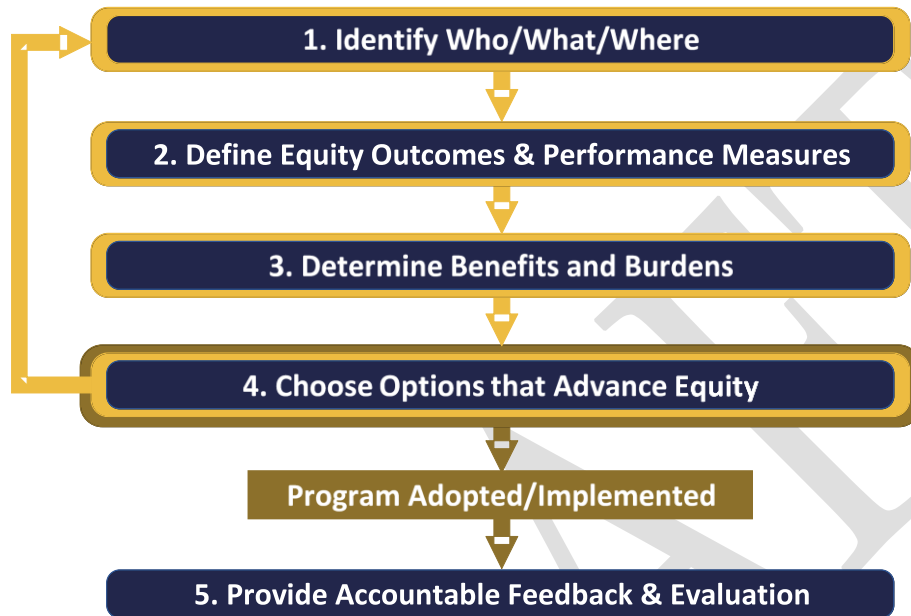 1. Identify Who/What/Where
2. Define Equity Outcomes & Performance Measures
3. Determine Benefits and Burdens
4. Choose Options that Advance Equity
Program Adopted/Implemented
5. Provide Accountable Feedback & Evaluation